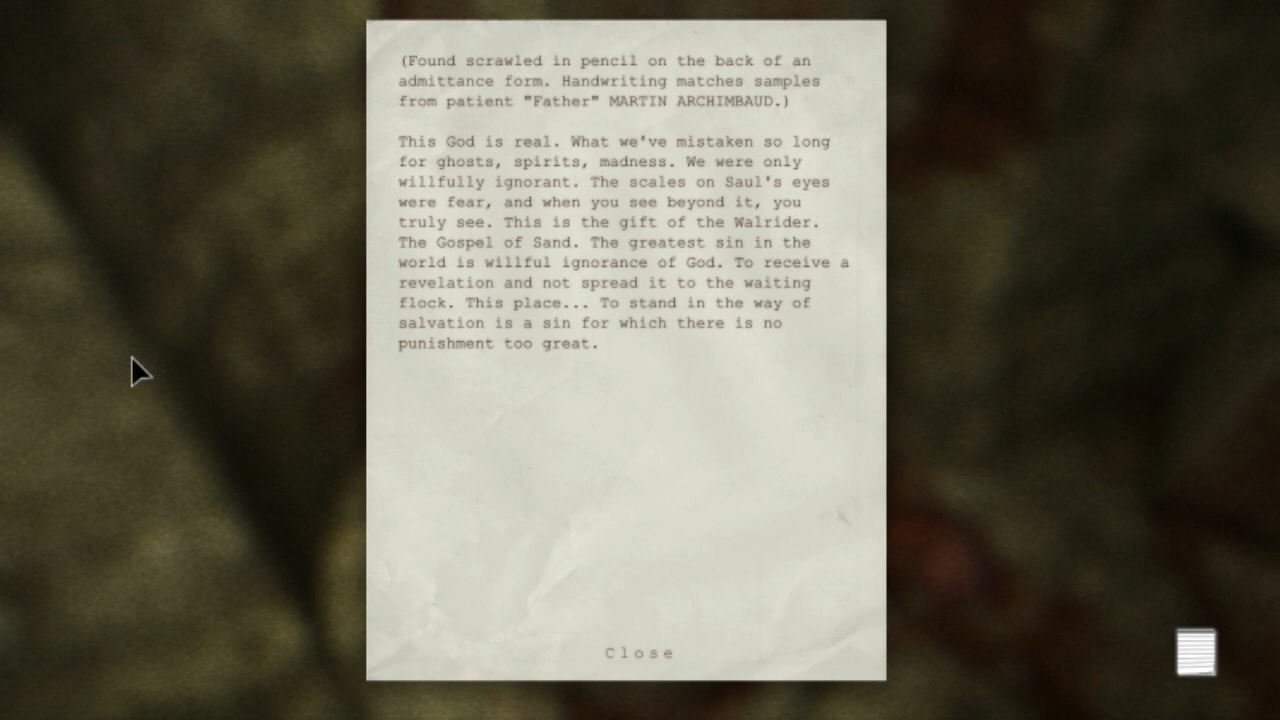 (Found scrawled in pencil on the back of an
admittance form. Handwriting matches samples
from patient "Father" MARTIN ARCHIMBAUD.)
This God is real. What we've mistaken so long
for ghosts, spirits, madness. We were only
willfully ignorant. The scales on Saul's eyes
were fear, and when you see beyond it, you
truly see. This is the gift of the Walrider.
The Gospel of Sand. The greatest sin in the
world is willful ignorance of God. To receive a
revelation and not spread it to the waiting
flock. This place... To stand in the way of
salvation is a sin for which there is no
punishment too great.
Close